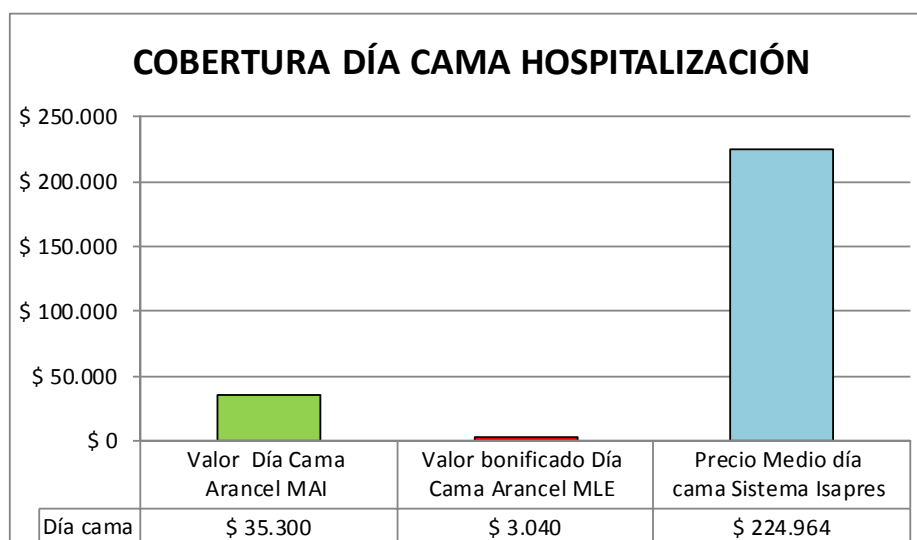 COBERTURA DÍA CAMA HOSPITALIZACIÓN
$ 250.000
$ 200.000
$ 150.000
$ 100.000
$ 50.000
$ 0
Valor Día Cama
Arancel MAI
Valor bonificado Día
Cama Arancel MLE
Precio Medio día
cama Sistema Isapres
Día cama $ 35.300 $ 3.040 $ 224.964